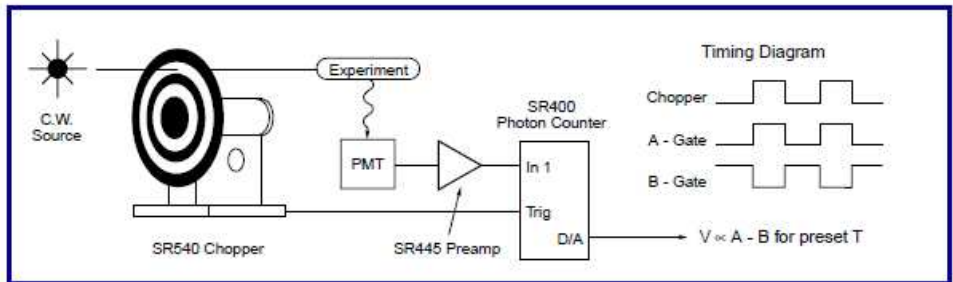 C.W.
Source
SR540 Chopper
Experiment
PMT
SR445 Preamp
SR400
Photon Counter
In 1
Trig
D/A
Timing Diagram
Chopper
A - Gate
B - Gate
V ∝ A - B for preset T